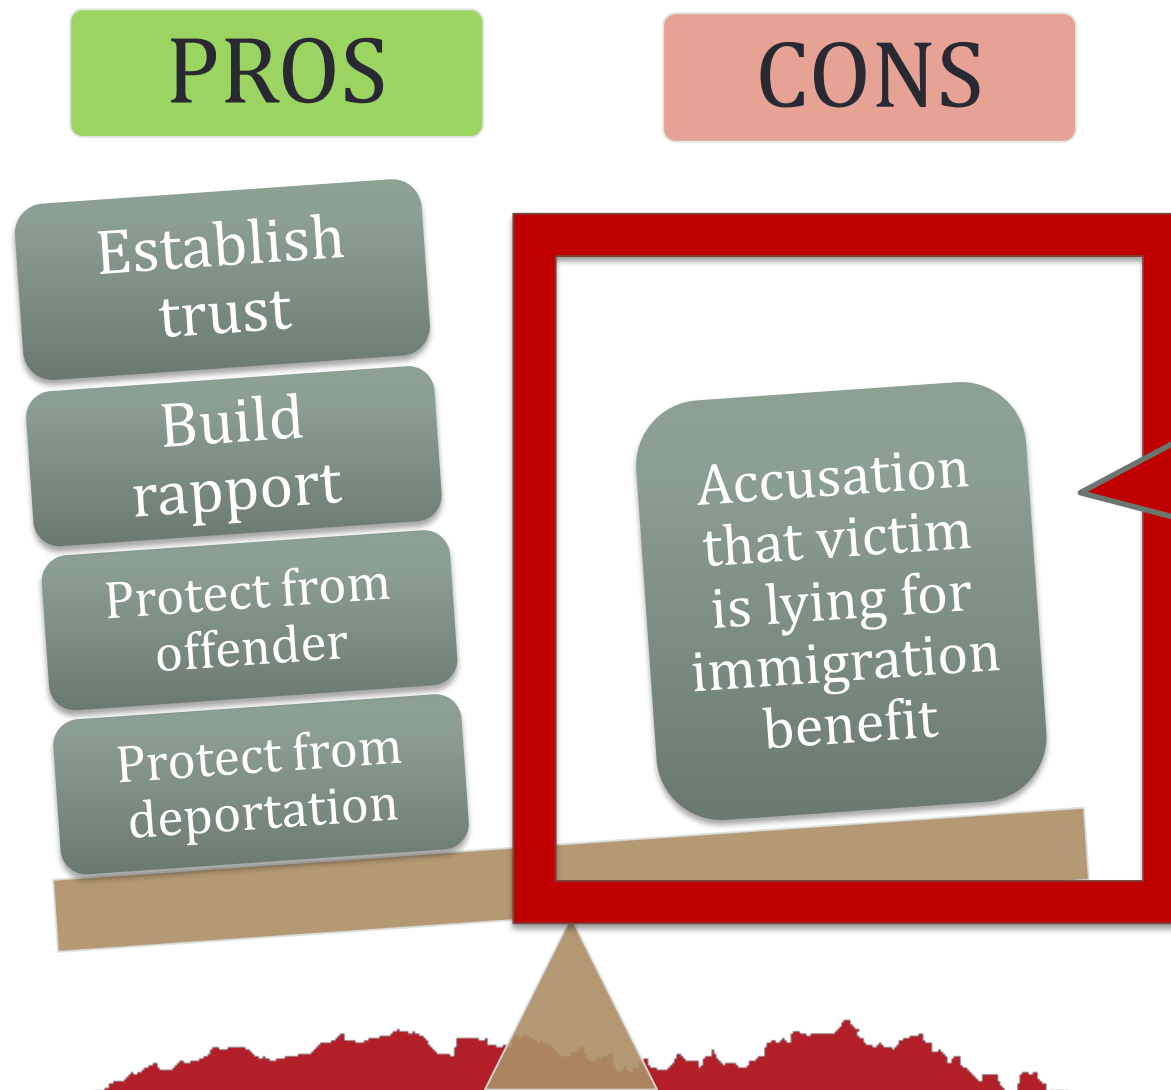 PROS
CONS
Establish
trust
Build
rapport
Protect from
offender
Protect from
deportation
Accusation
that victim
is lying for
immigration
benefit